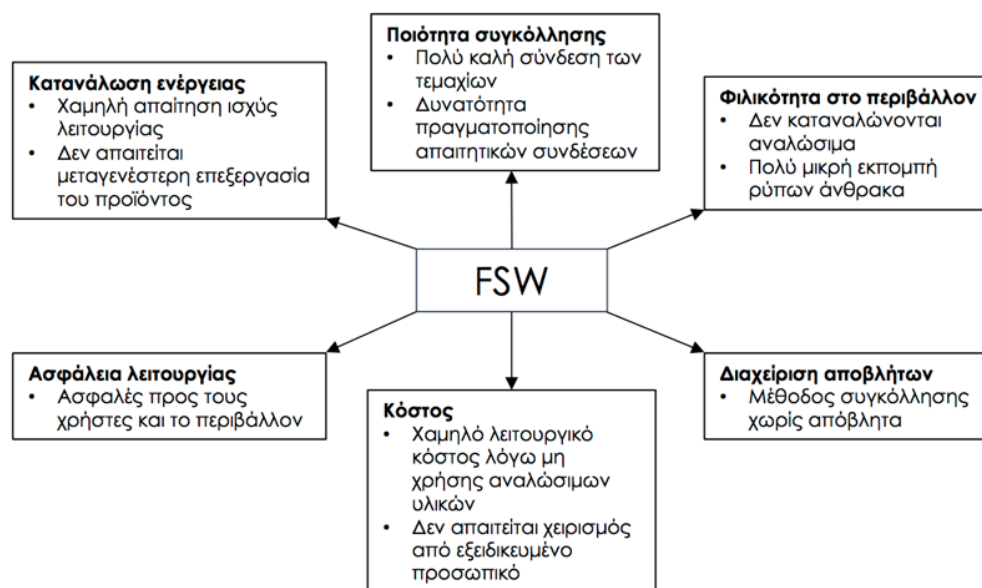 Ποιότητα συγκόλλησης
• Πολύ καλή σύνδεση των
τεμαχίων
• Δυνατότητα
πραγματοποίησης
απαιτητικών συνδέσεων
Κατανάλωση ενέργειας
• Χαμηλή απαίτηση ισχύς
λειτουργίας
• Δεν απαιτείται
μεταγενέστερη επεξεργασία
του προϊόντος
Φιλικότητα στο περιβάλλον
• Δεν καταναλώνονται
αναλώσιμα
• Πολύ μικρή εκπομπή
ρύπων άνθρακα
FSW
Ασφάλεια λειτουργίας
• Ασφαλές προς τους
χρήστες και το περιβάλλον
Κόστος
• Χαμηλό λειτουργικό
κόστος λόγω μη
χρήσης αναλώσιμων
υλικών
• Δεν απαιτείται χειρισμός
από εξειδικευμένο
προσωπικό
Διαχείριση αποβλήτων
• Μέθοδος συγκόλλησης
χωρίς απόβλητα